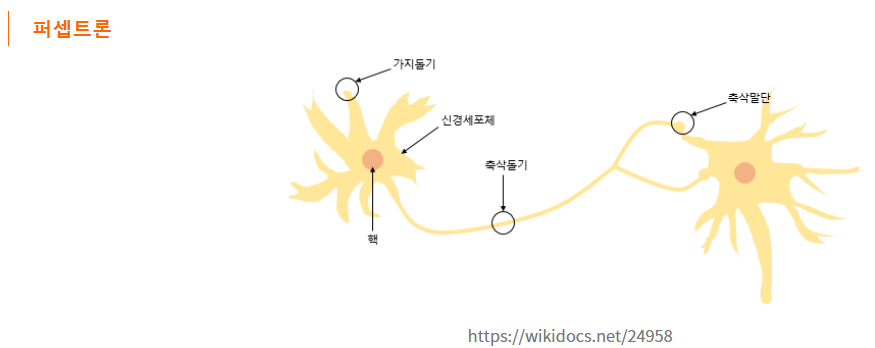 퍼셉트론
가지돌기
축삭말단
신경세포체
축삭돌기
핵
https://wikidocs.net/24958